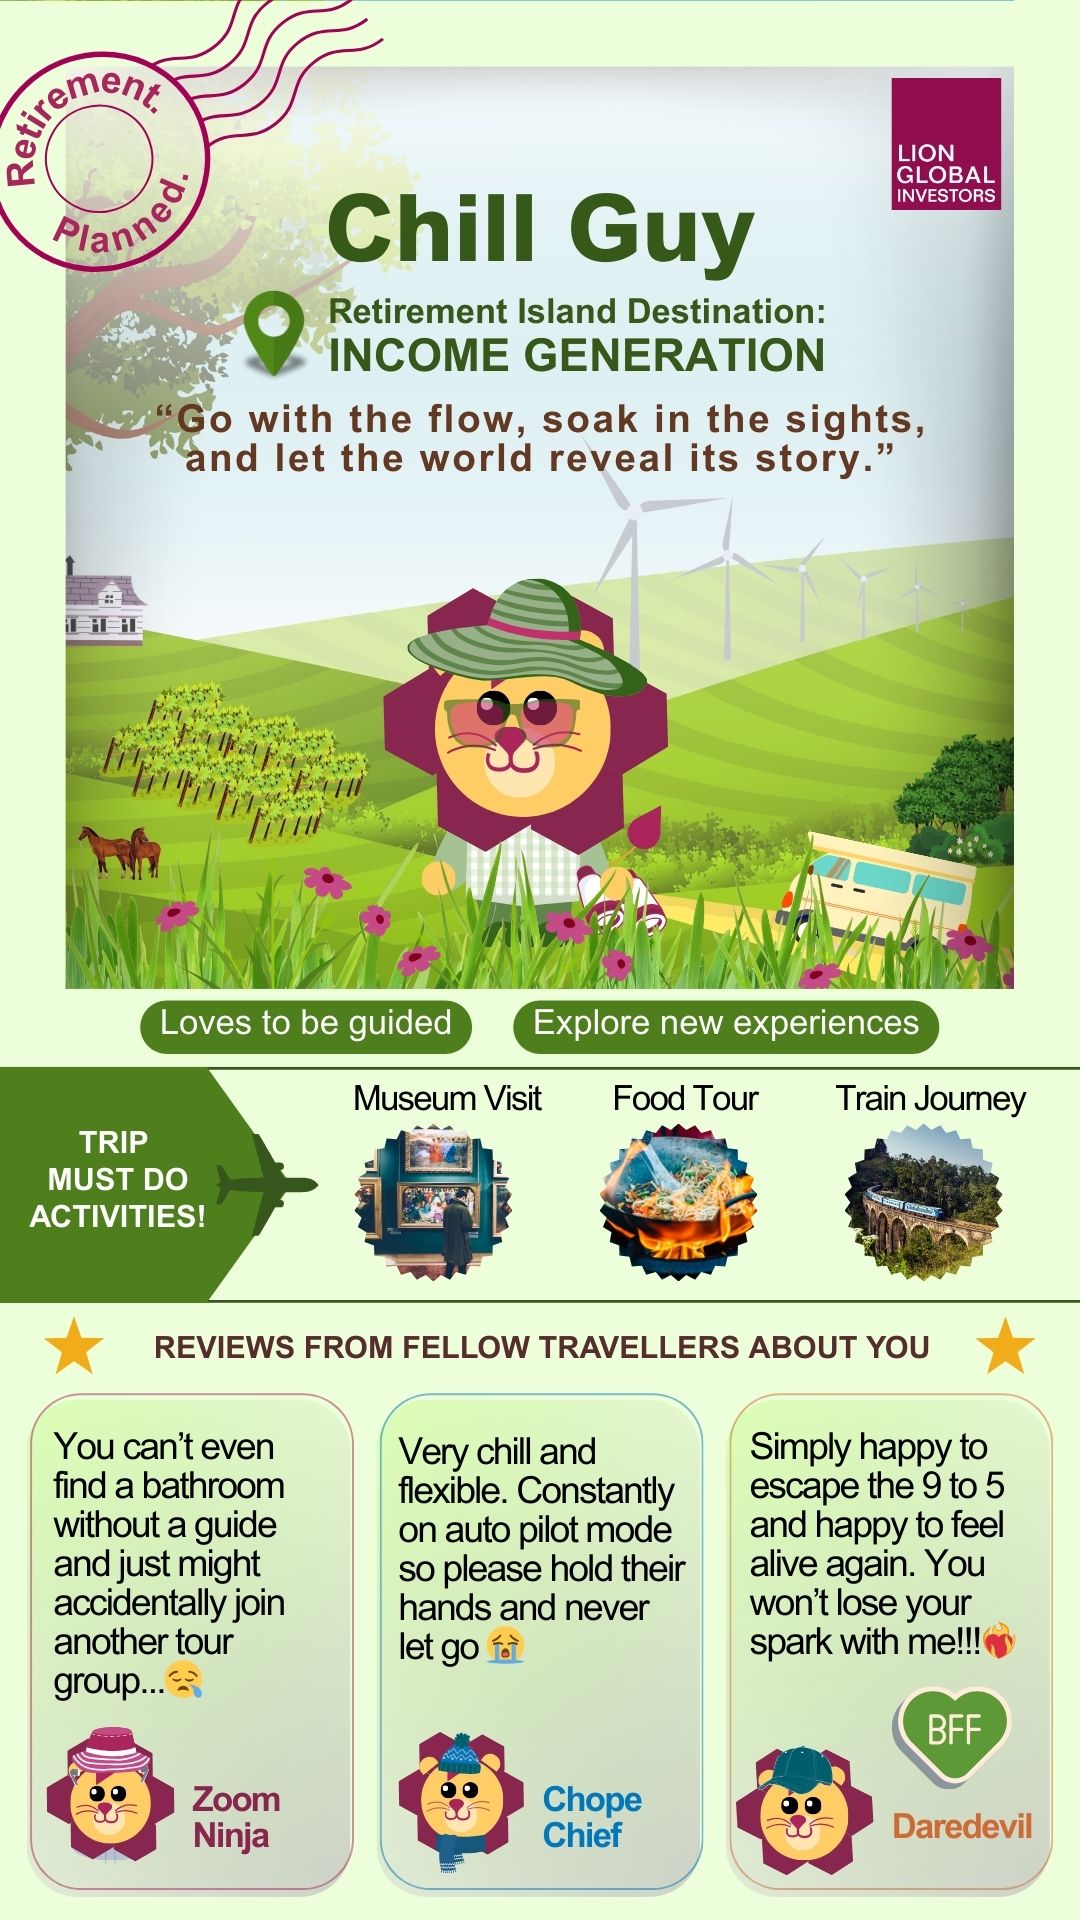 Retirement.
Planned.
LION
GLOBAL
INVESTORS
Chill Guy
Retirement Island Destination:
INCOME GENERATION
“Go with the flow, soak in the sights,
and let the world reveal its story.”
Loves to be guided
Explore new experiences
TRIP
MUST DO
ACTIVITIES!
Museum Visit
Food Tour
Train Journey
REVIEWS FROM FELLOW TRAVELLERS ABOUT YOU
You can’t even
find a bathroom
without a guide
and just might
accidentally join
another tour
group...😪
Zoom
Ninja
Very chill and
flexible. Constantly
on auto pilot mode
so please hold their
hands and never
let go 😭
Chope
Chief
Simply happy to
escape the 9 to 5
and happy to feel
alive again. You
won’t lose your
spark with me!!!❤️‍🔥
BFF
Daredevil